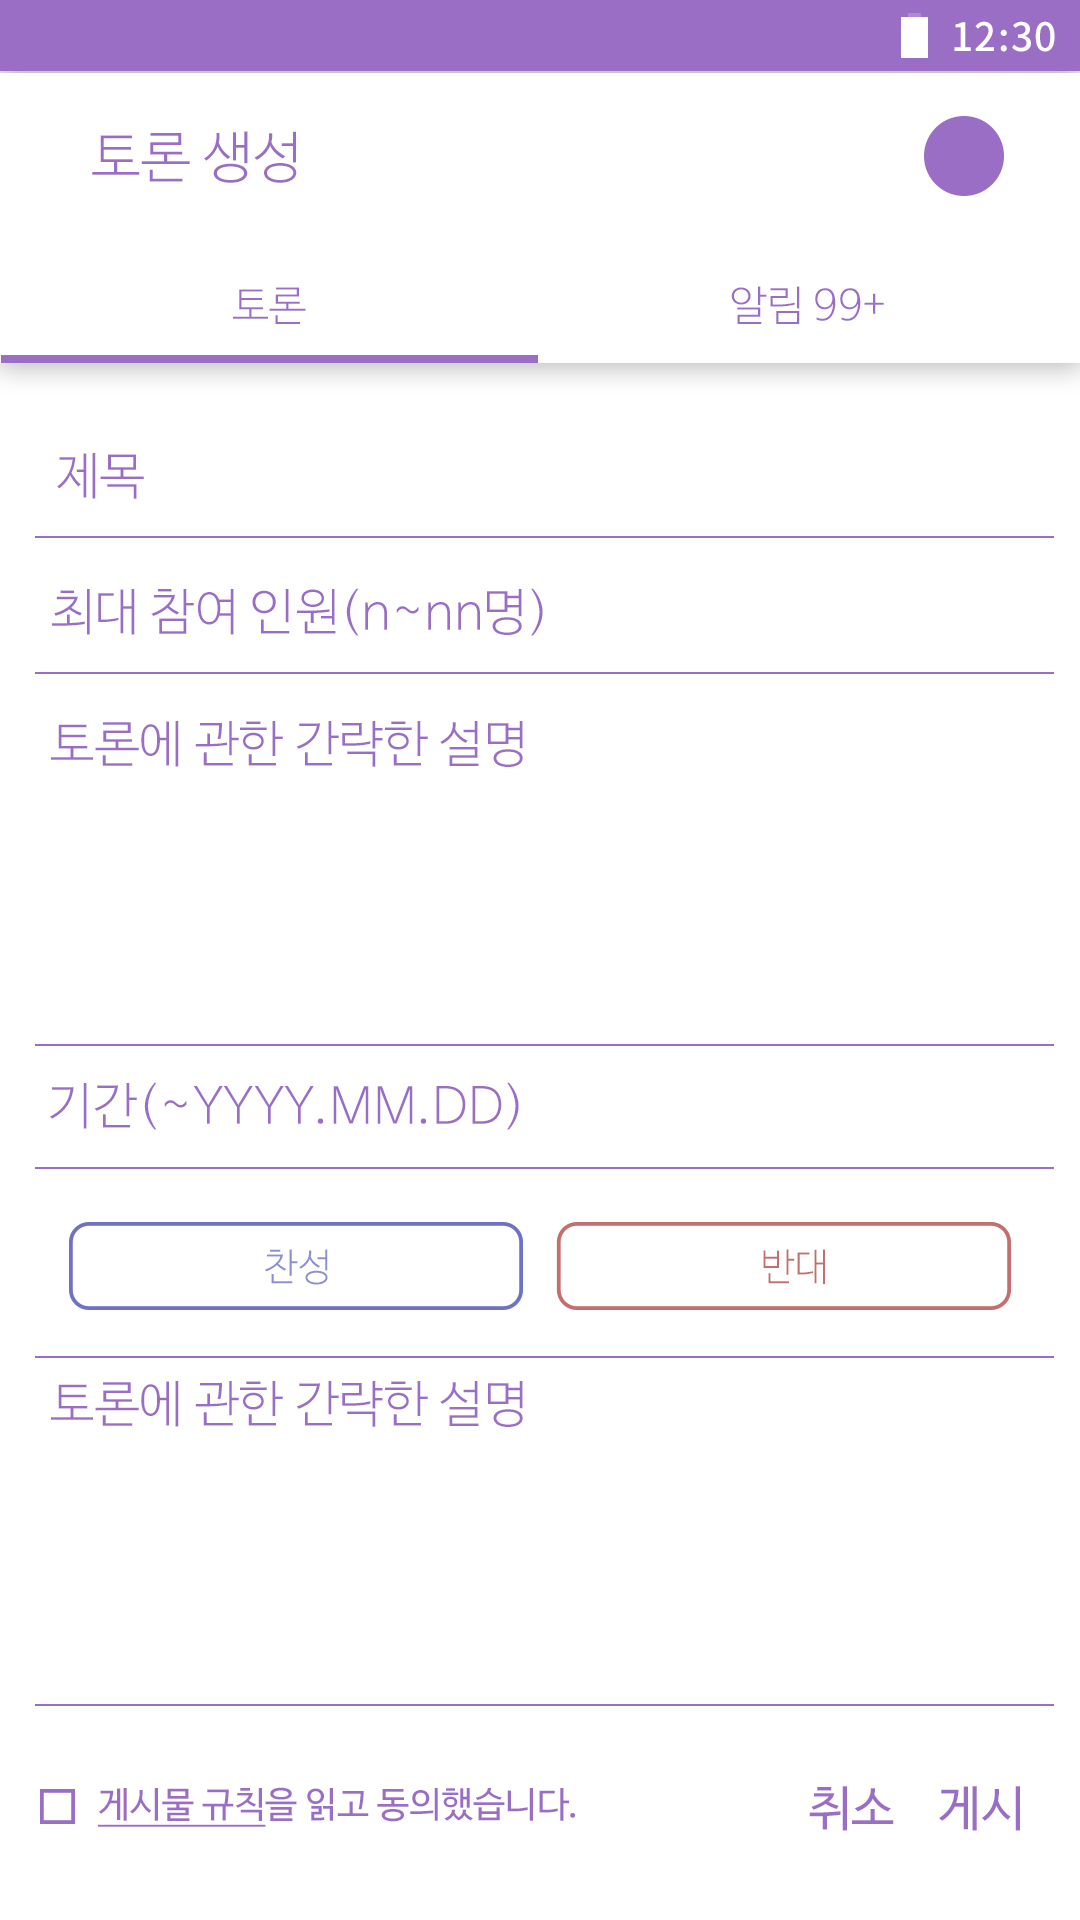 12:30
토론 생성
토론
알림 99+
제목
최대 참여 인원(n~nn명)
토론에 관한 간략한 설명
기간(~YYYY.MM.DD)
찬성
반대
토론에 관한 간략한 설명
게시물 규칙을 읽고 동의했습니다.
취소
게시